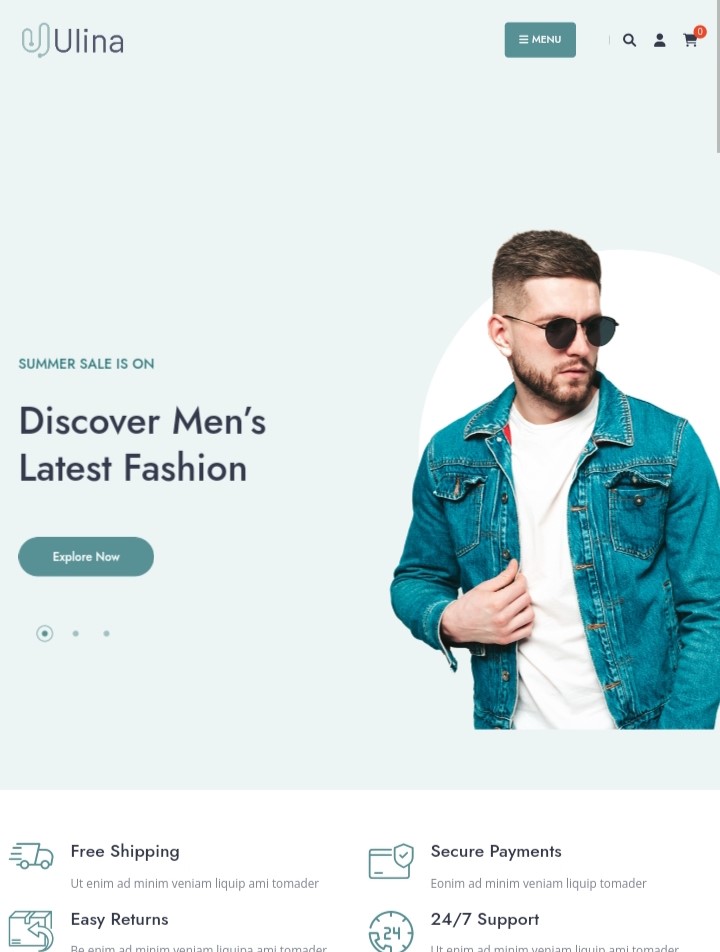 Ulina
MENU
0
SUMMER SALE IS ON
Discover Men's
Latest Fashion
Explore Now
Free Shipping
Ut enim ad minim veniam liquip ami tomader
Secure Payments
Eonim ad minim veniam liquip tomader
Easy Returns
Be enim ad minim veniam liquipa ami tomader
24/7 Support
24
Ut enim ad minim veniam liquip ami tomader